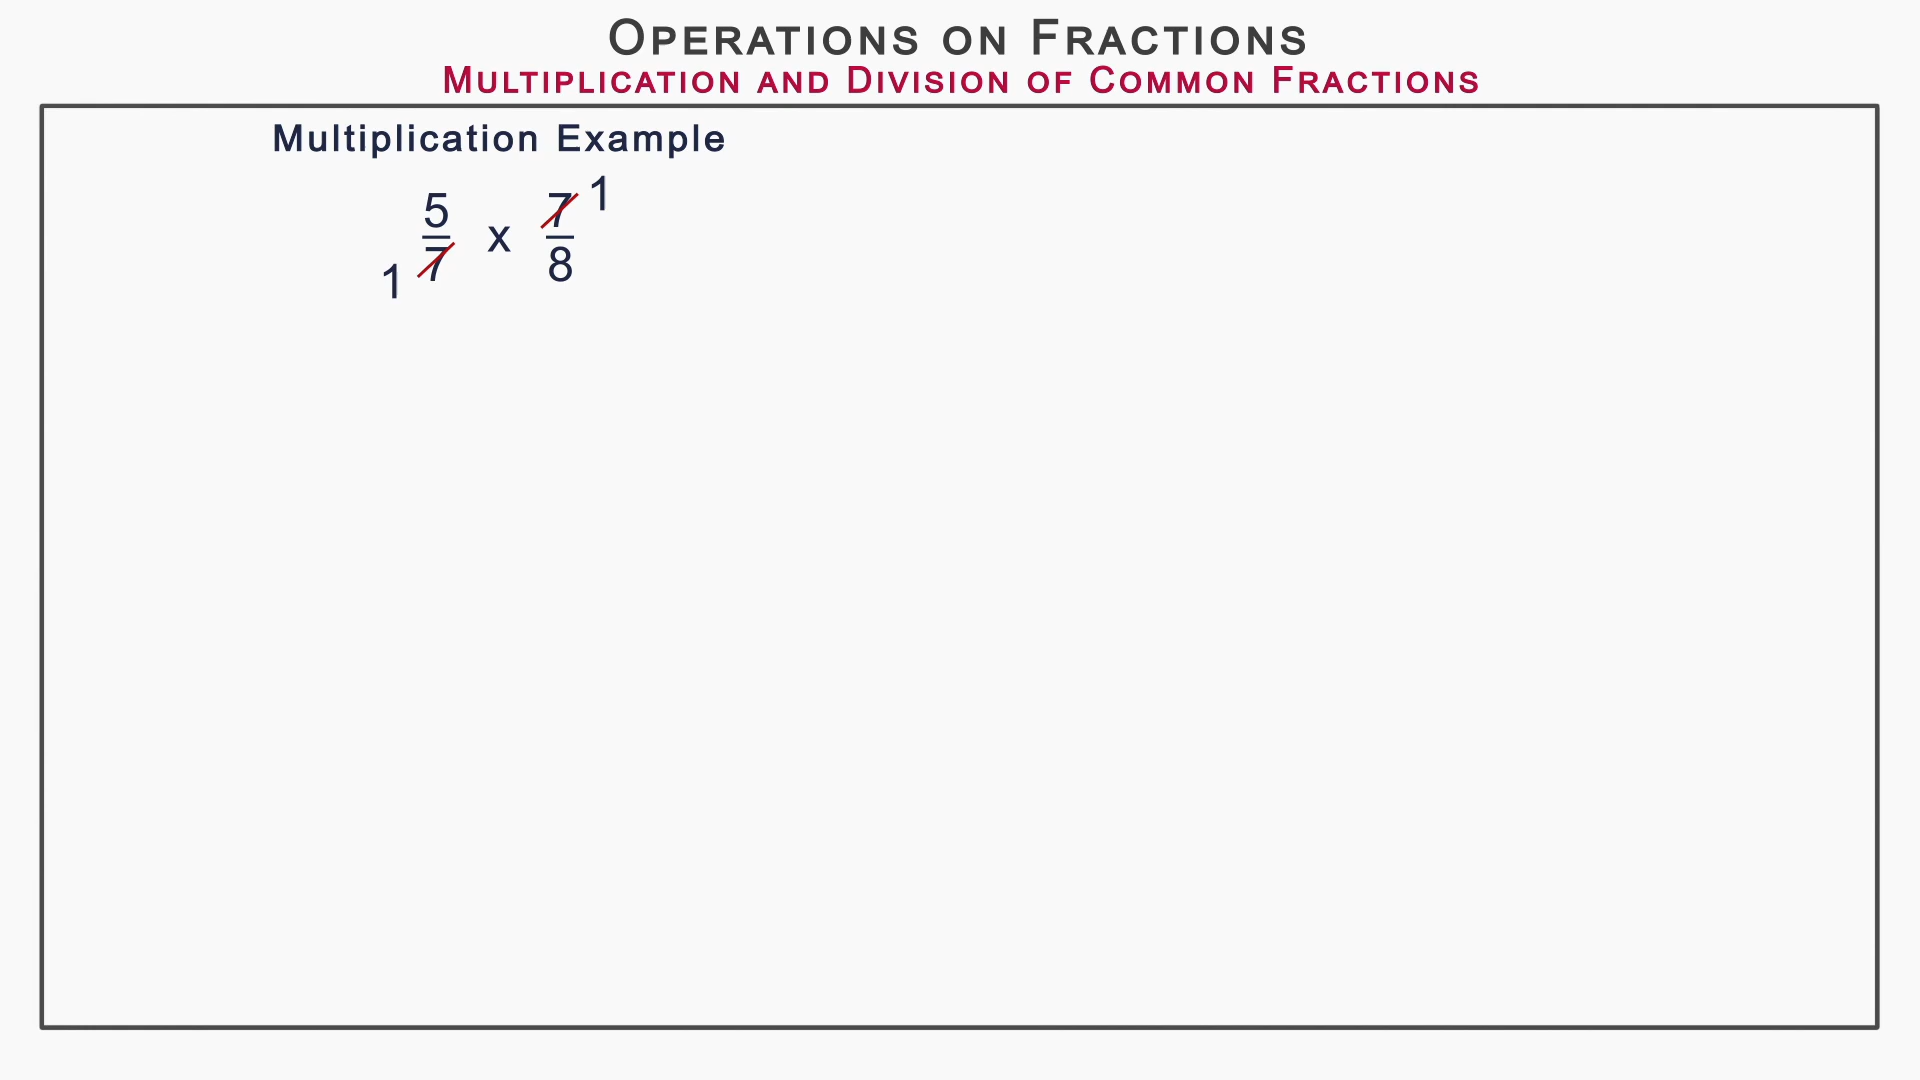 Operations on Fractions
Multiplication and Division of Common Fractions
Multiplication Example
5 7 1
x
1 7 8